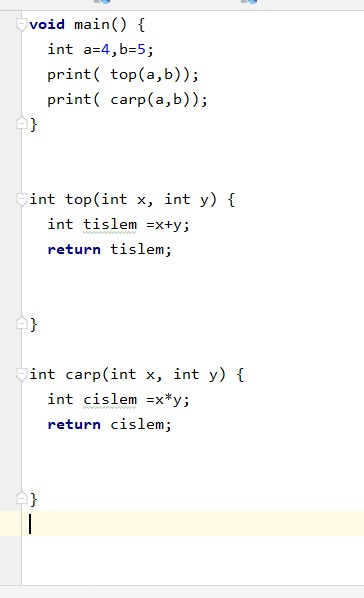 void main() {
int a=4,b=5;
print( top(a,b));
print( carp(a,b));
}
int top(int x, int y) {
int tislem =x+y;
return tislem;
}
int carp(int x, int y) {
int cislem =x*y;
return cislem;
}